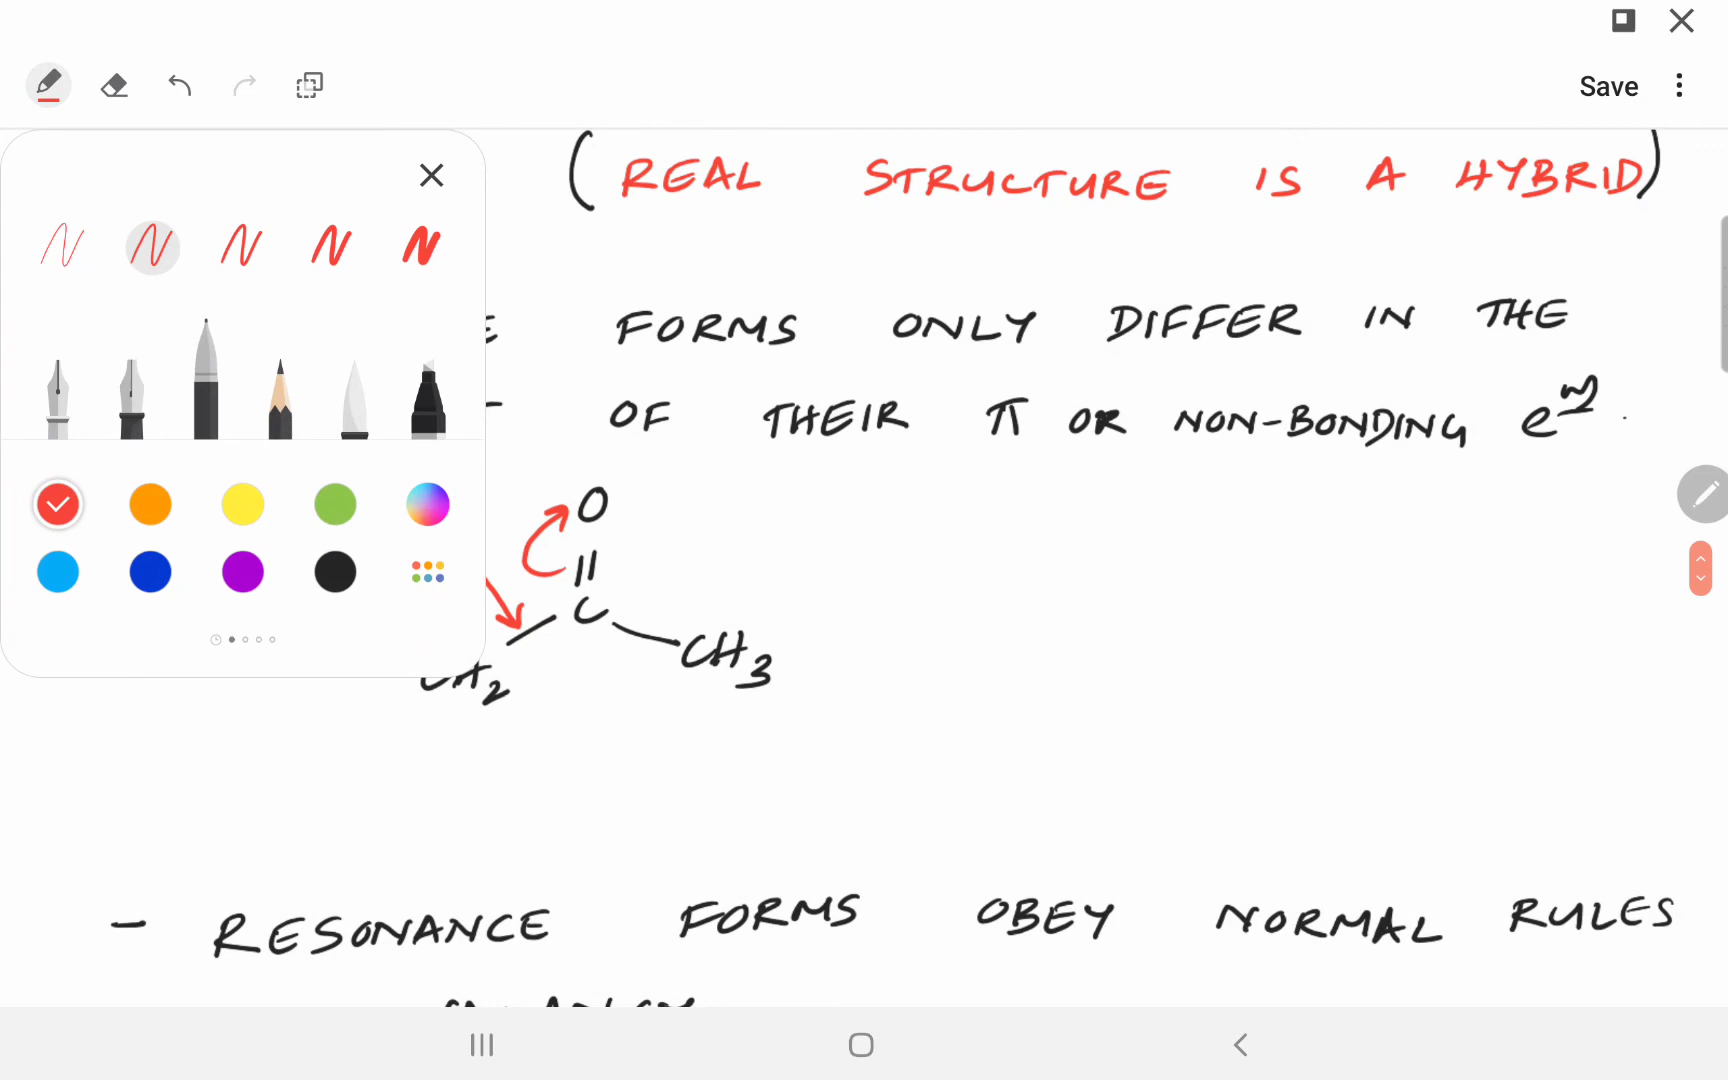 Save
(REAL STRUCTURE IS A HYBRID)
FORMS ONLY DIFFER IN THE
OF THEIR π OR NON-BONDING e
O
C
CH3
CH2
- RESONANCE FORMS OBEY NORMAL RULES